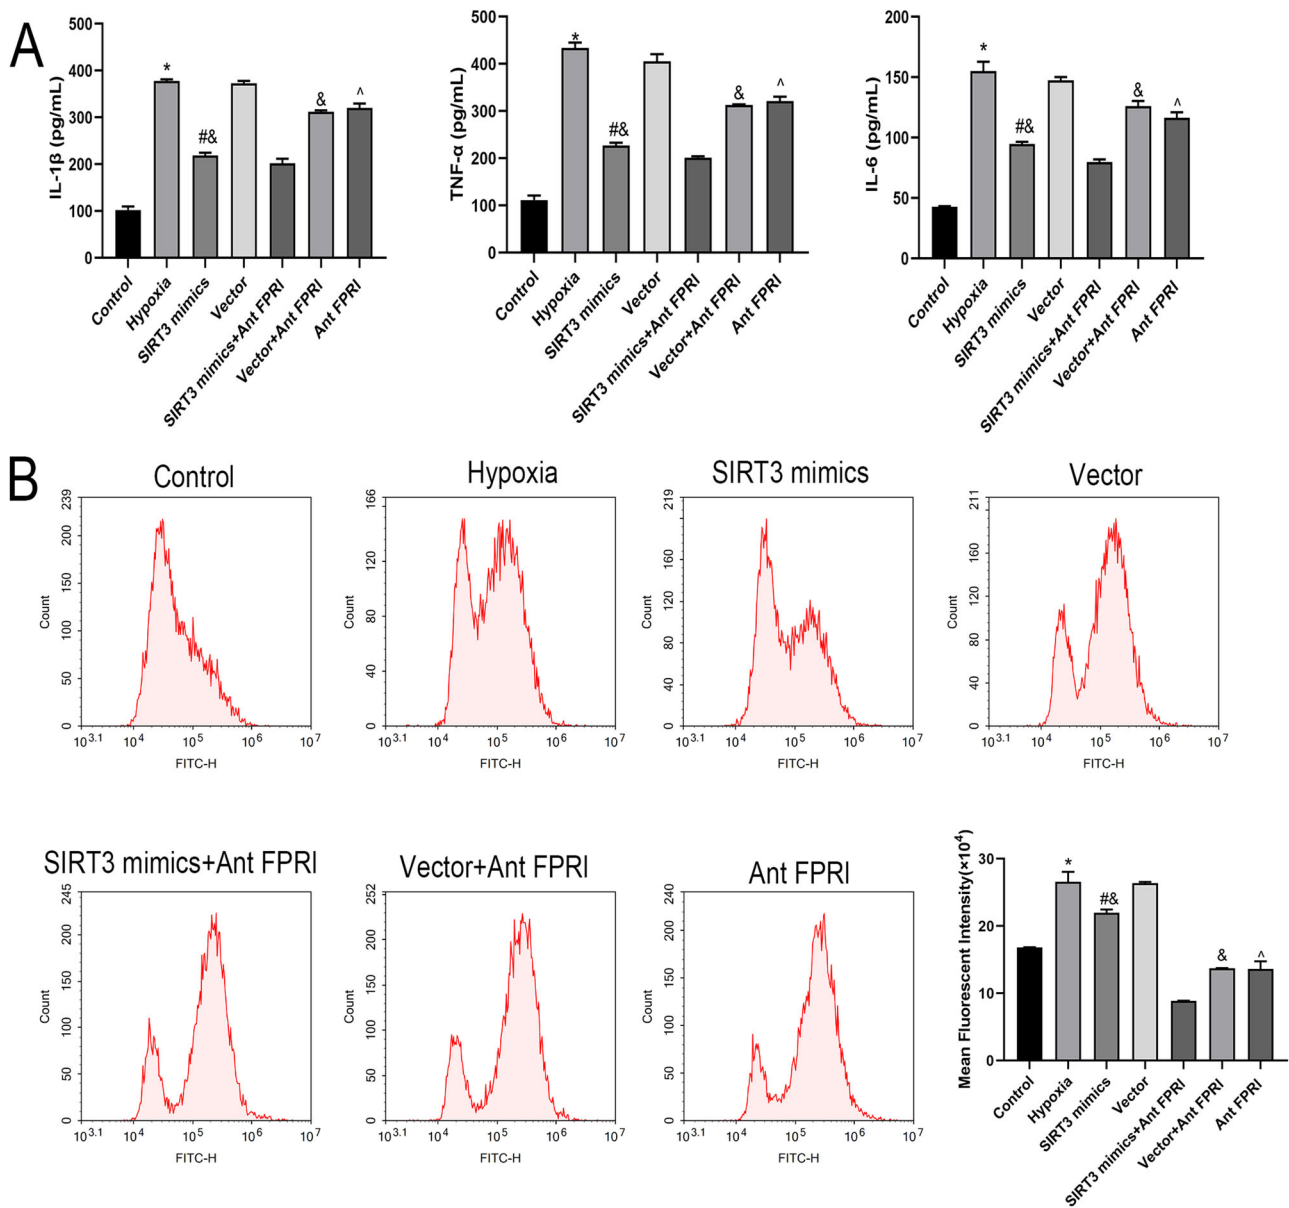 A
IL-1β (pg/mL)
500
400
300
200
100
0
*
#&
&
^
Control
Hypoxia
SIRT3 mimics
Vector
SIRT3 mimics+Ant FPRI
Vector+Ant FPRI
Ant FPRI
TNF-α (pg/mL)
500
400
300
200
100
0
*
#&
&
^
Control
Hypoxia
SIRT3 mimics
Vector
SIRT3 mimics+Ant FPRI
Vector+Ant FPRI
Ant FPRI
IL-6 (pg/mL)
200
150
100
50
0
*
#&
&
^
Control
Hypoxia
SIRT3 mimics
Vector
SIRT3 mimics+Ant FPRI
Vector+Ant FPRI
Ant FPRI
B
Control
Count
239
200
150
100
50
0
10^3.1 10^4 10^5 10^6 10^7
FITC-H
Hypoxia
Count
166
120
80
40
0
10^3.1 10^4 10^5 10^6 10^7
FITC-H
SIRT3 mimics
Count
219
160
120
80
40
0
10^3.1 10^4 10^5 10^6 10^7
FITC-H
Vector
Count
211
160
120
80
40
0
10^3.1 10^4 10^5 10^6 10^7
FITC-H
SIRT3 mimics+Ant FPRI
Count
245
200
150
100
50
0
10^3.1 10^4 10^5 10^6 10^7
FITC-H
Vector+Ant FPRI
Count
252
200
150
100
50
0
10^3.1 10^4 10^5 10^6 10^7
FITC-H
Ant FPRI
Count
240
200
150
100
50
0
10^3.1 10^4 10^5 10^6 10^7
FITC-H
Mean Fluorescent Intensity(×10^4)
30
20
10
0
*
#&
&
^
Control
Hypoxia
SIRT3 mimics
Vector
SIRT3 mimics+Ant FPRI
Vector+Ant FPRI
Ant FPRI